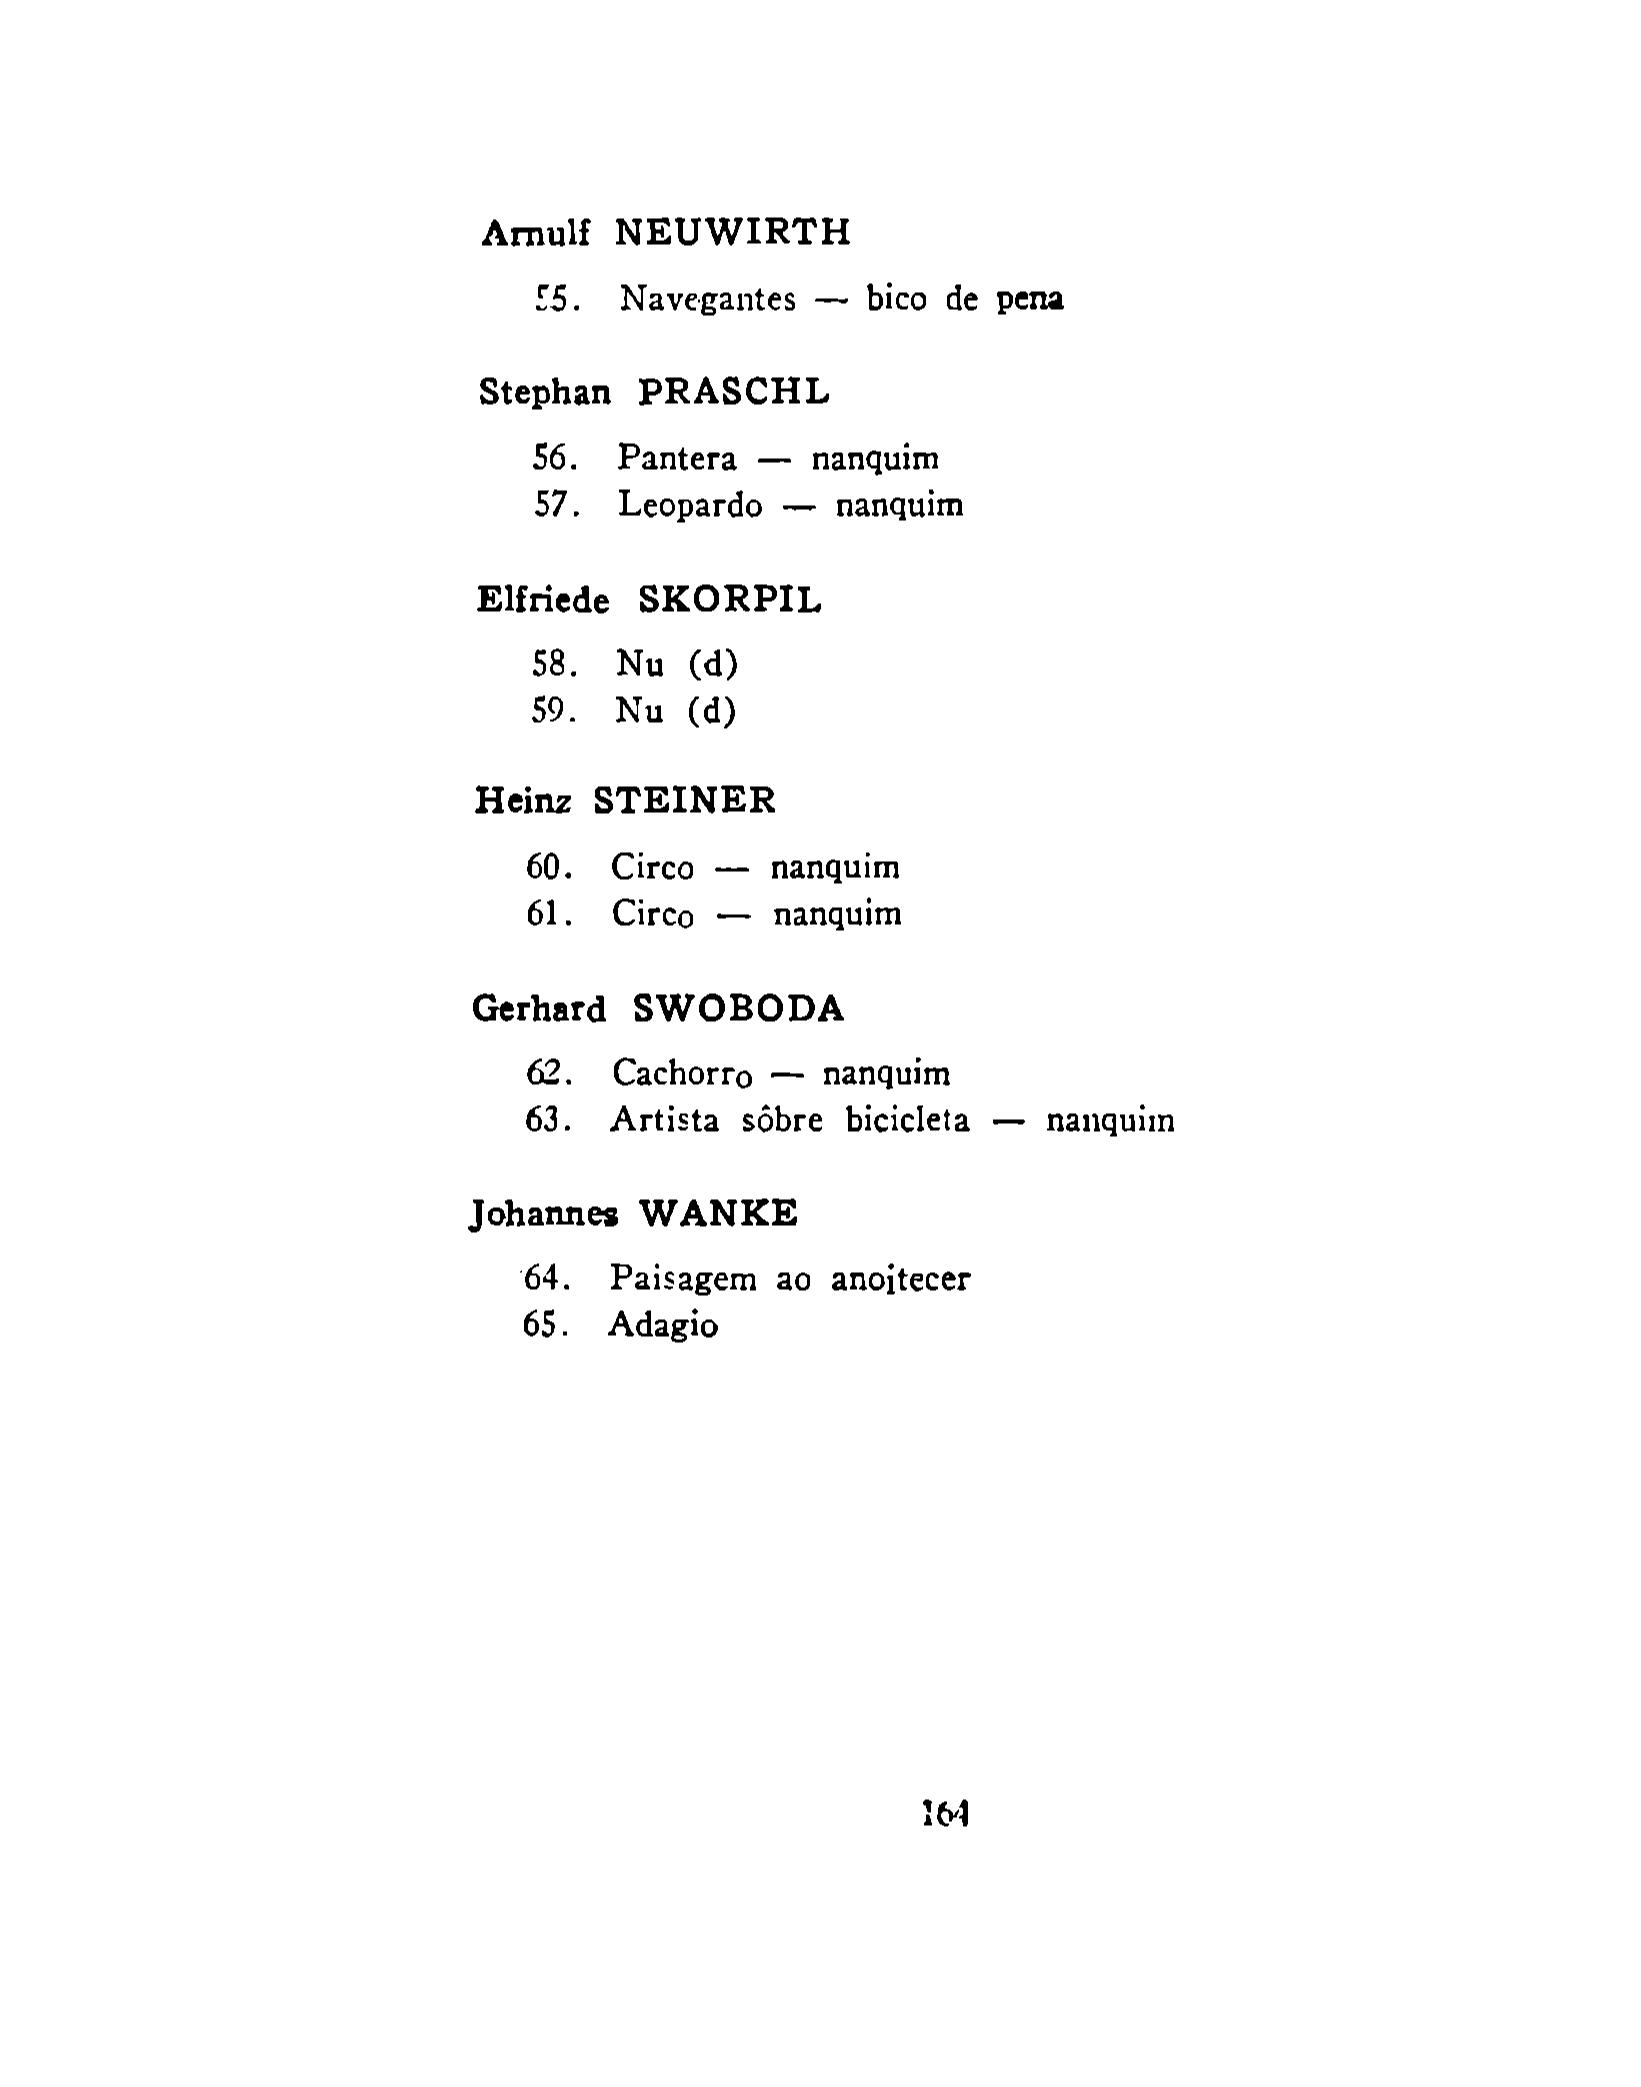 Arnulf NEUWIRTH
55. Navegantes — bico de pena
Stephan PRASCHL
56. Pantera — nanquim
57. Leopardo — nanquim
Elfriede SKORPIL
58. Nu (d)
59. Nu (d)
Heinz STEINER
60. Circo — nanquim
61. Circo — nanquim
Gerhard SWOBODA
62. Cachorro — nanquim
63. Artista sôbre bicicleta — nanquim
Johannes WANKE
64. Paisagem ao anoitecer
65. Adagio
164